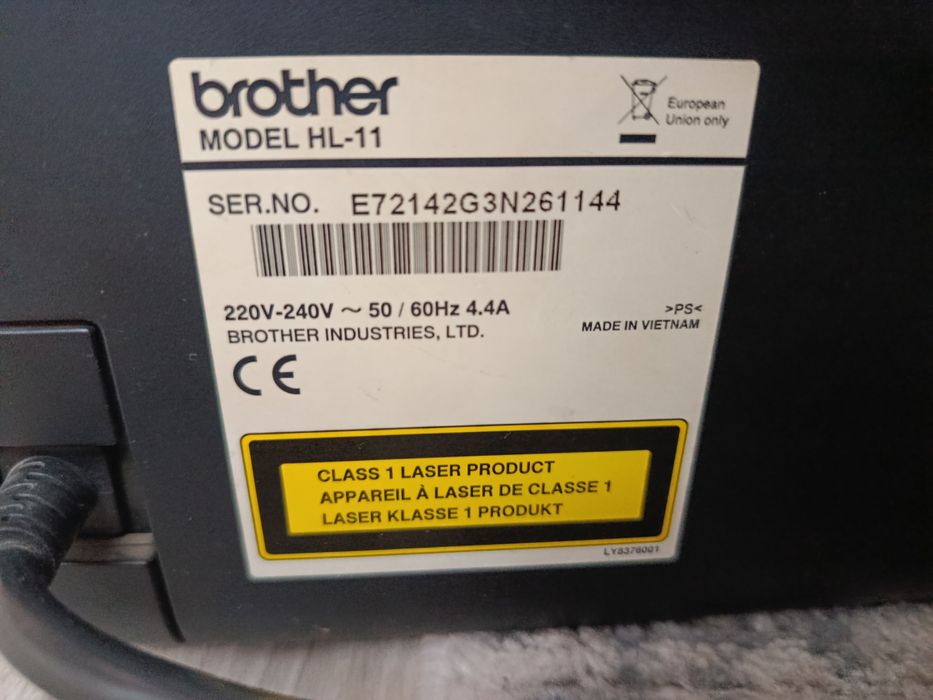 brother
MODEL HL-11
European
Union only
SER.NO. E72142G3N261144
220V-240V ～ 50 / 60Hz 4.4A
BROTHER INDUSTRIES, LTD.
>PS<
MADE IN VIETNAM
CE
CLASS 1 LASER PRODUCT
APPAREIL À LASER DE CLASSE 1
LASER KLASSE 1 PRODUKT
LY8376001